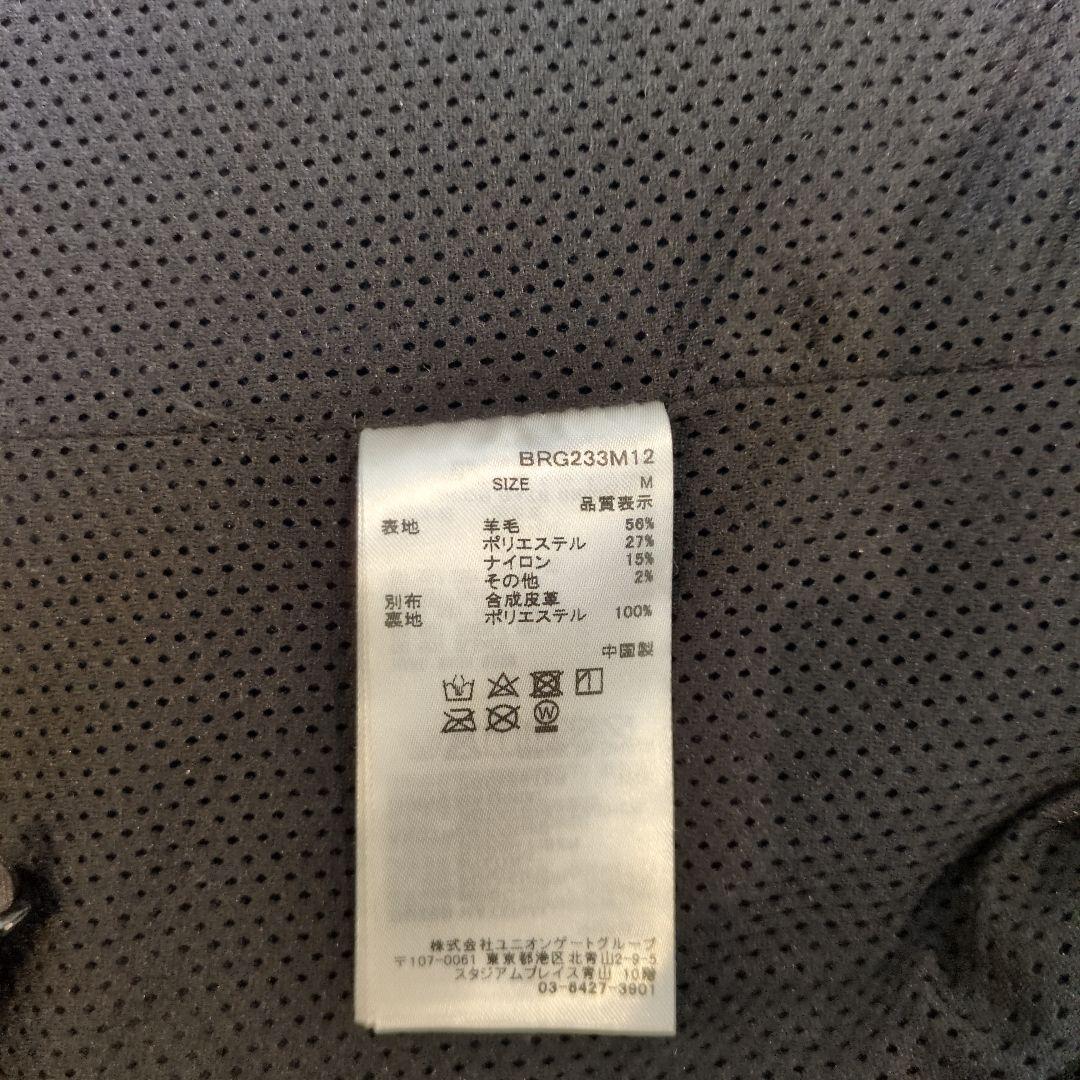 BRG233M12
SIZE M
品質表示
表地 羊毛 56%
ポリエステル 27%
ナイロン 15%
その他 2%
別布 合成皮革
裏地 ポリエステル 100%
中国製
W
株式会社ユニオンゲートグループ
〒107-0061 東京都港区北青山2-9-5
スタジアムプレイス青山 10階
03-6427-3901